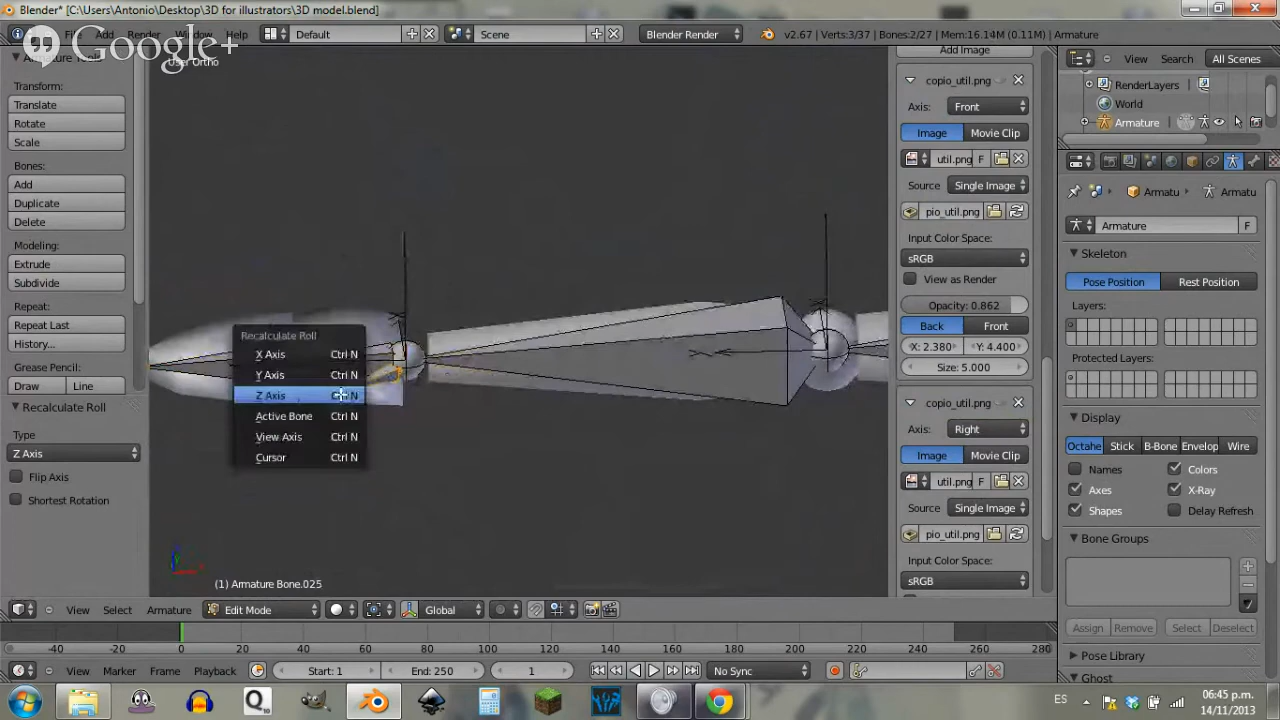 Blender* [C:\Users\Antonio\Desktop\3D for illustrators\3D model.blend]
File Add Render Window Default Scene Blender Render v2.67 | Verts:3/37 | Bones:2/27 | Mem:16.14M (0.11M) | Armature
Google+
User Ortho
Armature Tools
Transform:
Translate
Rotate
Scale
Bones:
Add
Duplicate
Delete
Modeling:
Extrude
Subdivide
Repeat:
Repeat Last
History...
Grease Pencil:
Draw Line
Recalculate Roll
Type
Z Axis
Flip Axis
Shortest Rotation
Recalculate Roll
X Axis Ctrl N
Y Axis Ctrl N
Z Axis Ctrl N
Active Bone Ctrl N
View Axis Ctrl N
Cursor Ctrl N
(1) Armature Bone.025
Add Image
copio_util.png
Axis: Front
Image Movie Clip
util.png F
Source Single Image
pio_util.png
Input Color Space:
sRGB
View as Render
Opacity: 0.862
Back Front
X: 2.380 Y: 4.400
Size: 5.000
copio_util.png
Axis: Right
Image Movie Clip
util.png F
Source Single Image
pio_util.png
Input Color Space:
sRGB
View Search All Scenes
RenderLayers
World
Armature
Armatu Armatu
Armature F
Skeleton
Pose Position Rest Position
Layers:
Protected Layers:
Display
Octahe Stick B-Bone Envelop Wire
Names Colors
Axes X-Ray
Shapes Delay Refresh
Bone Groups
Assign Remove Select Deselect
Pose Library
Ghost
View Select Armature Edit Mode Global
-40 -20 0 20 40 60 80 100 120 140 160 180 200 220 240 260 280
View Marker Frame Playback Start: 1 End: 250 1 No Sync
ES 06:45 p.m.
14/11/2013